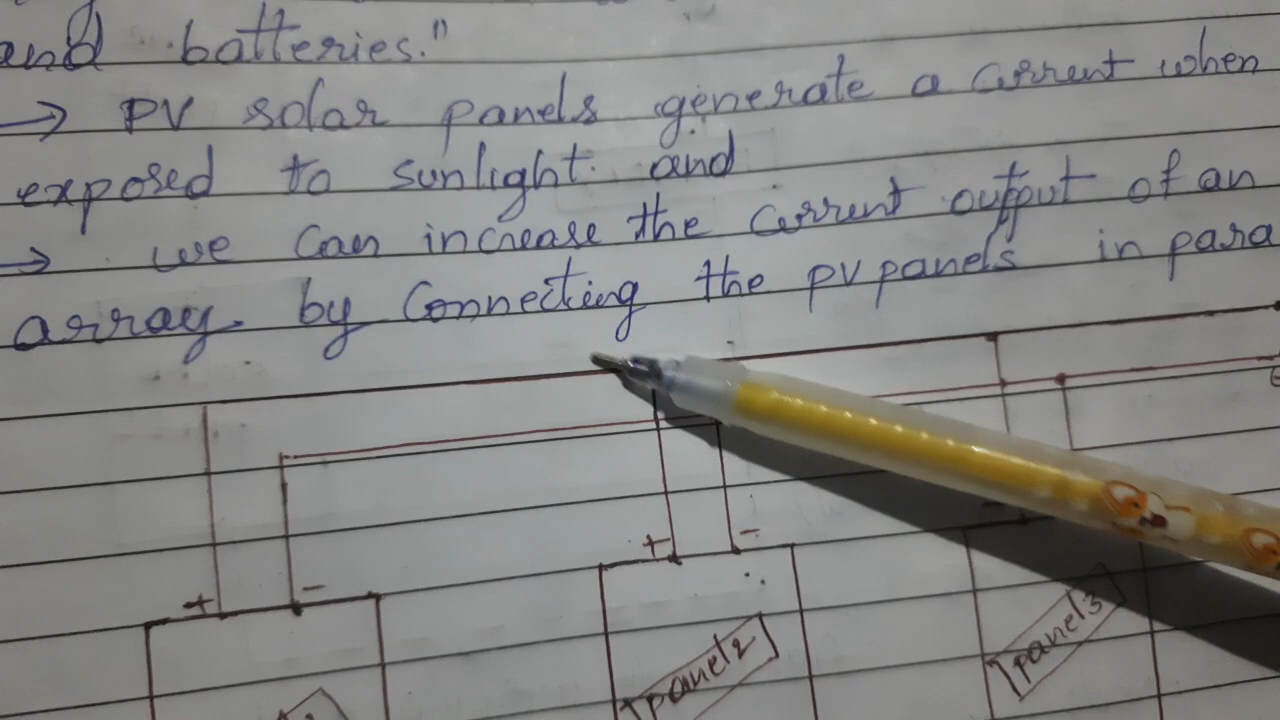 and batteries."
→ PV solar panels generate a current when
exposed to sunlight. and
→ we can increase the current output of an
array by connecting the PV panels in para
+ - + -
panel2 panel3